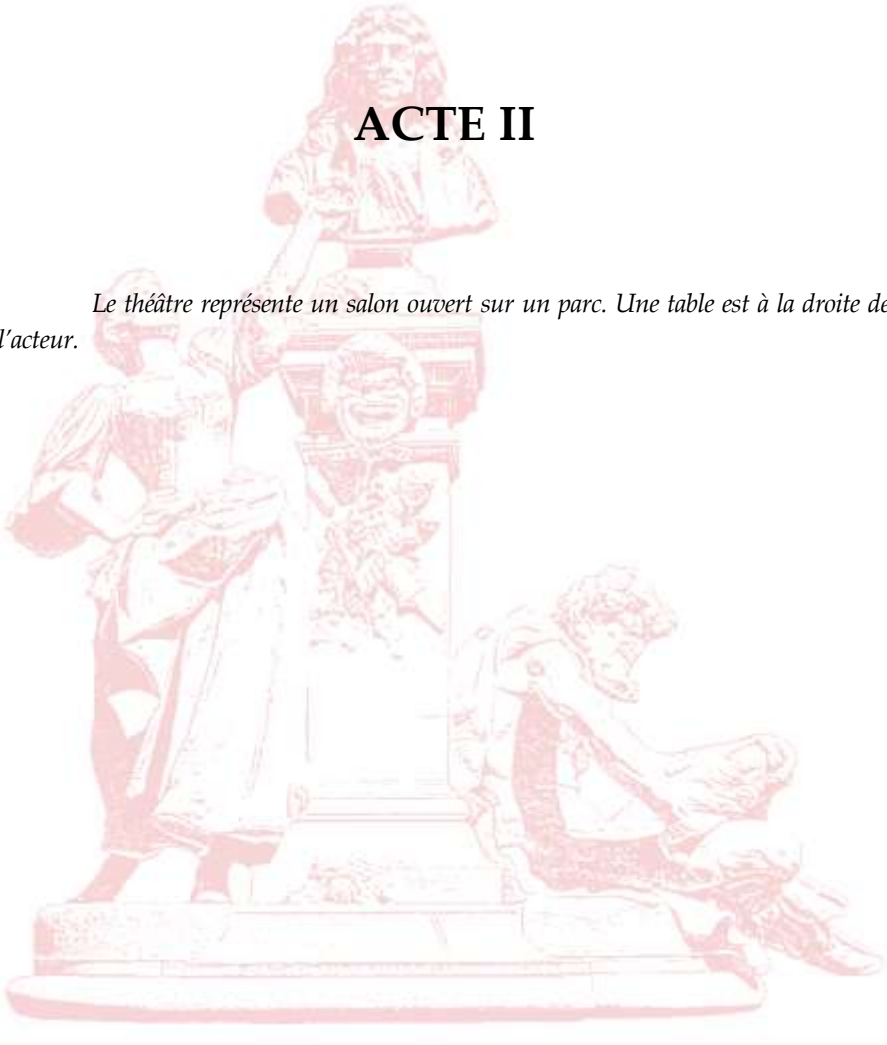 ACTE II
Le théâtre représente un salon ouvert sur un parc. Une table est à la droite de
l’acteur.